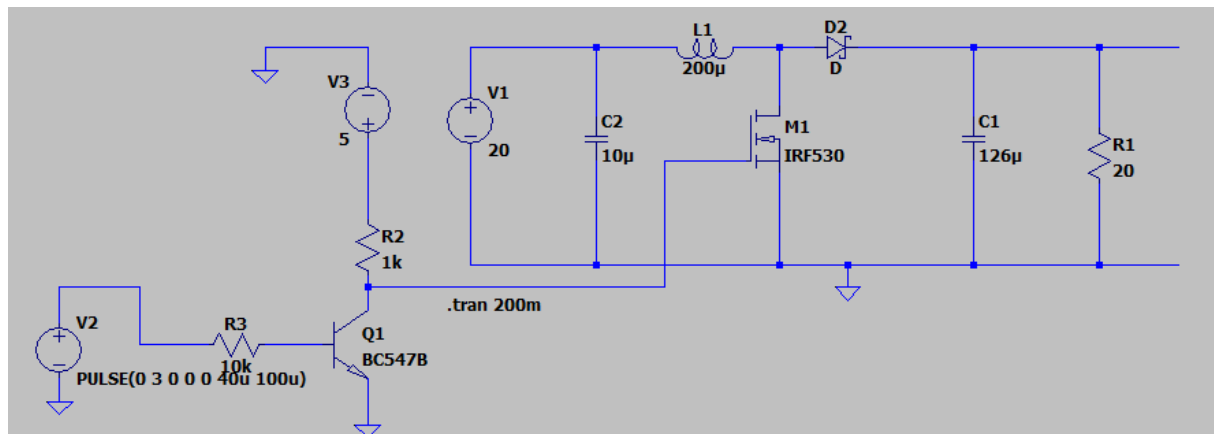 V3
5
V1
20
C2
10µ
L1
200µ
D2
D
M1
IRF530
C1
126µ
R1
20
R2
1k
.tran 200m
V2
PULSE(0 3 0 0 0 40u 100u)
R3
10k
Q1
BC547B